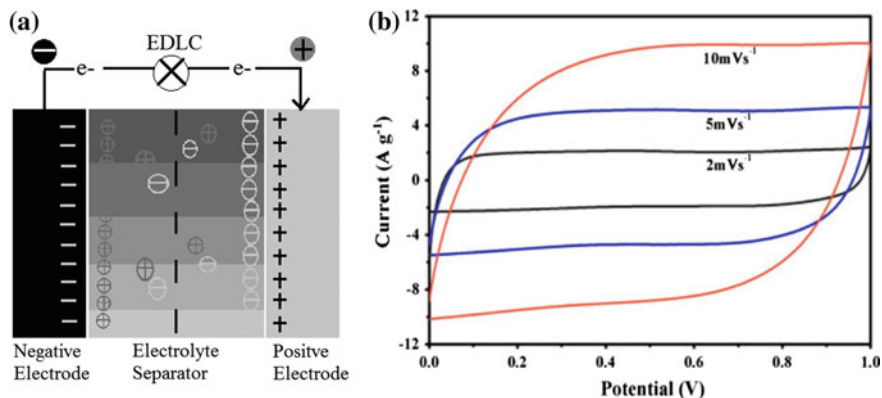 (a)
EDLC
e-
e-
Negative
Electrode
Electrolyte
Separator
Positve
Electrode
(b)
12
8
4
0
-4
-8
-12
Current (A g⁻¹)
10mVs⁻¹
5mVs⁻¹
2mVs⁻¹
0.0 0.2 0.4 0.6 0.8 1.0
Potential (V)